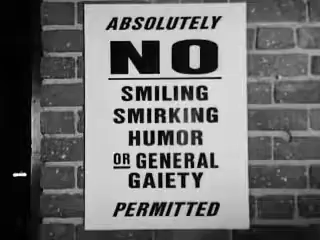 ABSOLUTELY
NO
SMILING
SMIRKING
HUMOR
OR GENERAL
GAIETY
PERMITTED